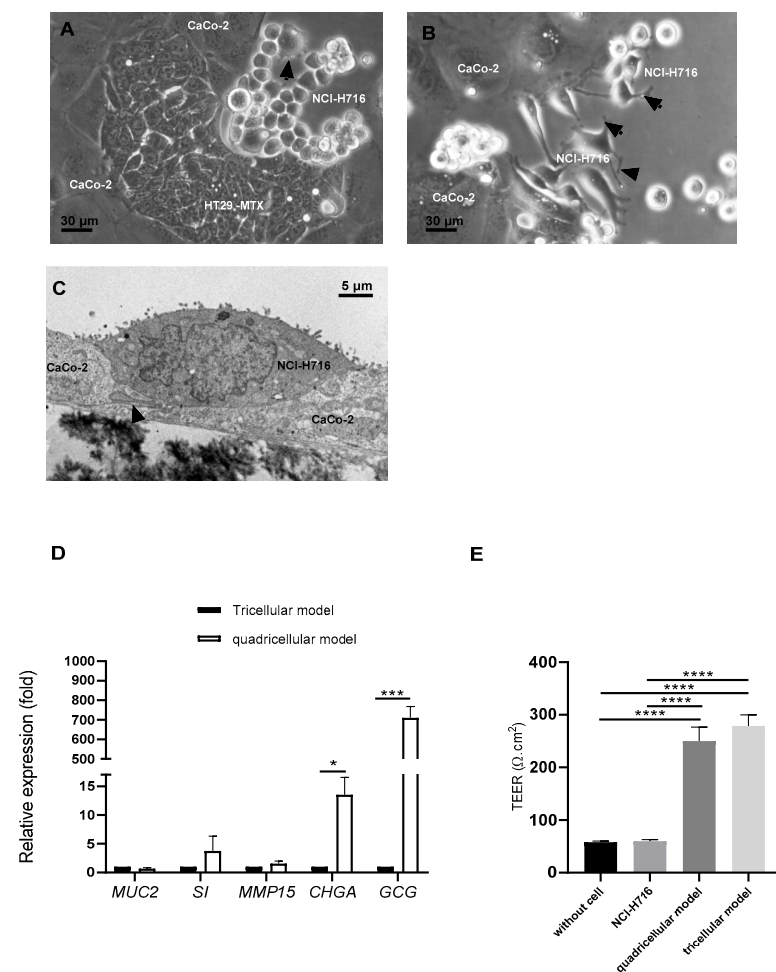 A
CaCo-2
NCI-H716
CaCo-2
HT29 -MTX
30 µm
B
CaCo-2
NCI-H716
NCI-H716
CaCo-2
30 µm
C
5 µm
CaCo-2
NCI-H716
CaCo-2
D
Tricellular model
quadricellular model
Relative expression (fold)
1000
900
800
700
600
500
15
10
5
0
*
***
MUC2 SI MMP15 CHGA GCG
E
TEER (Ω.cm²)
400
300
200
100
0
****
****
****
****
without cell
NCI-H716
quadricellular model
tricellular model